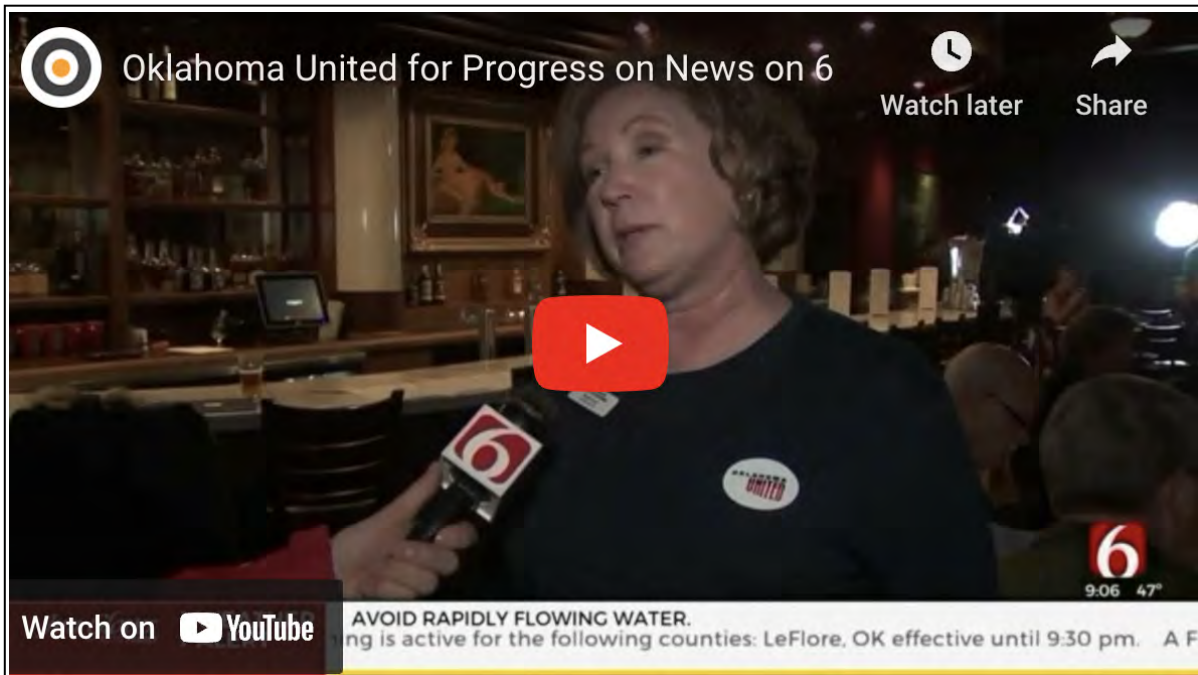 Oklahoma United for Progress on News on 6
Watch later
Share
6
OKLAHOMA
UNITED
6
9:06 47°
Watch on YouTube
AVOID RAPIDLY FLOWING WATER.
ng is active for the following counties: LeFlore, OK effective until 9:30 pm. A F